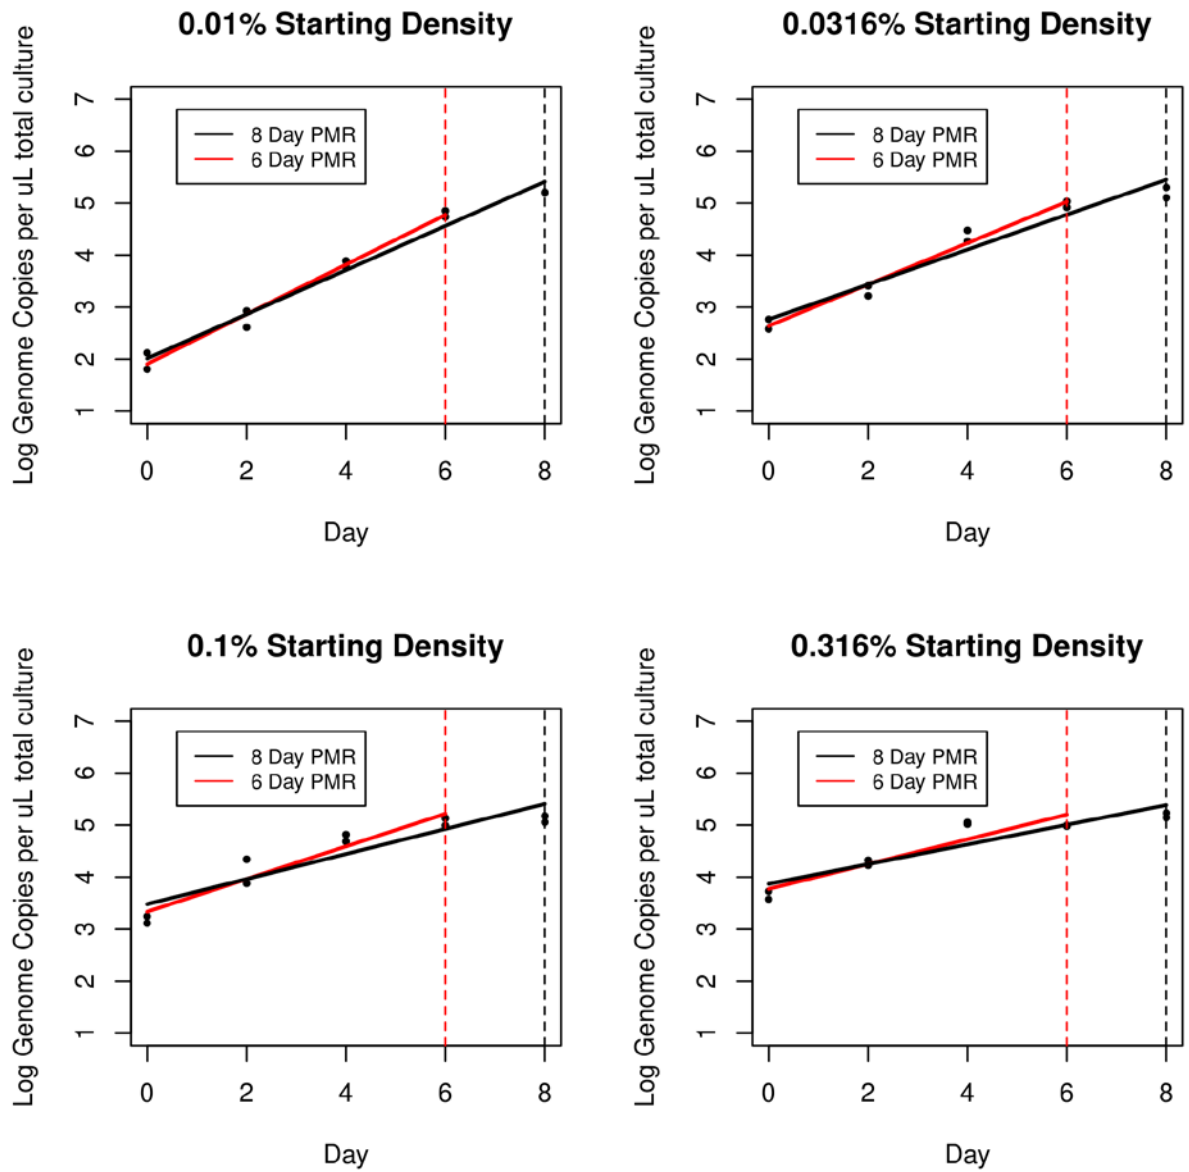 0.01% Starting Density
Log Genome Copies per uL total culture
7
6
5
4
3
2
1
8 Day PMR
6 Day PMR
0 2 4 6 8
Day
0.0316% Starting Density
Log Genome Copies per uL total culture
7
6
5
4
3
2
1
8 Day PMR
6 Day PMR
0 2 4 6 8
Day
0.1% Starting Density
Log Genome Copies per uL total culture
7
6
5
4
3
2
1
8 Day PMR
6 Day PMR
0 2 4 6 8
Day
0.316% Starting Density
Log Genome Copies per uL total culture
7
6
5
4
3
2
1
8 Day PMR
6 Day PMR
0 2 4 6 8
Day